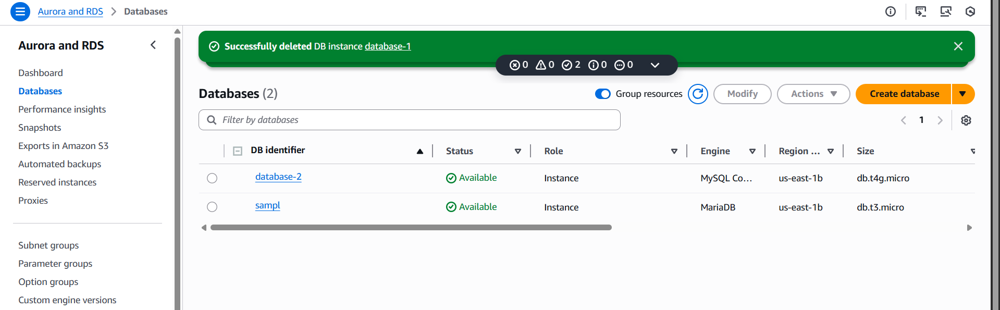 Aurora and RDS > Databases
Aurora and RDS
Dashboard
Databases
Performance insights
Snapshots
Exports in Amazon S3
Automated backups
Reserved instances
Proxies
Subnet groups
Parameter groups
Option groups
Custom engine versions
Successfully deleted DB instance database-1
0 0 2 0 0
Databases (2)
Group resources
Modify
Actions
Create database
Filter by databases
1
DB identifier Status Role Engine Region ... Size
database-2 Available Instance MySQL Co... us-east-1b db.t4g.micro
sampl Available Instance MariaDB us-east-1b db.t3.micro